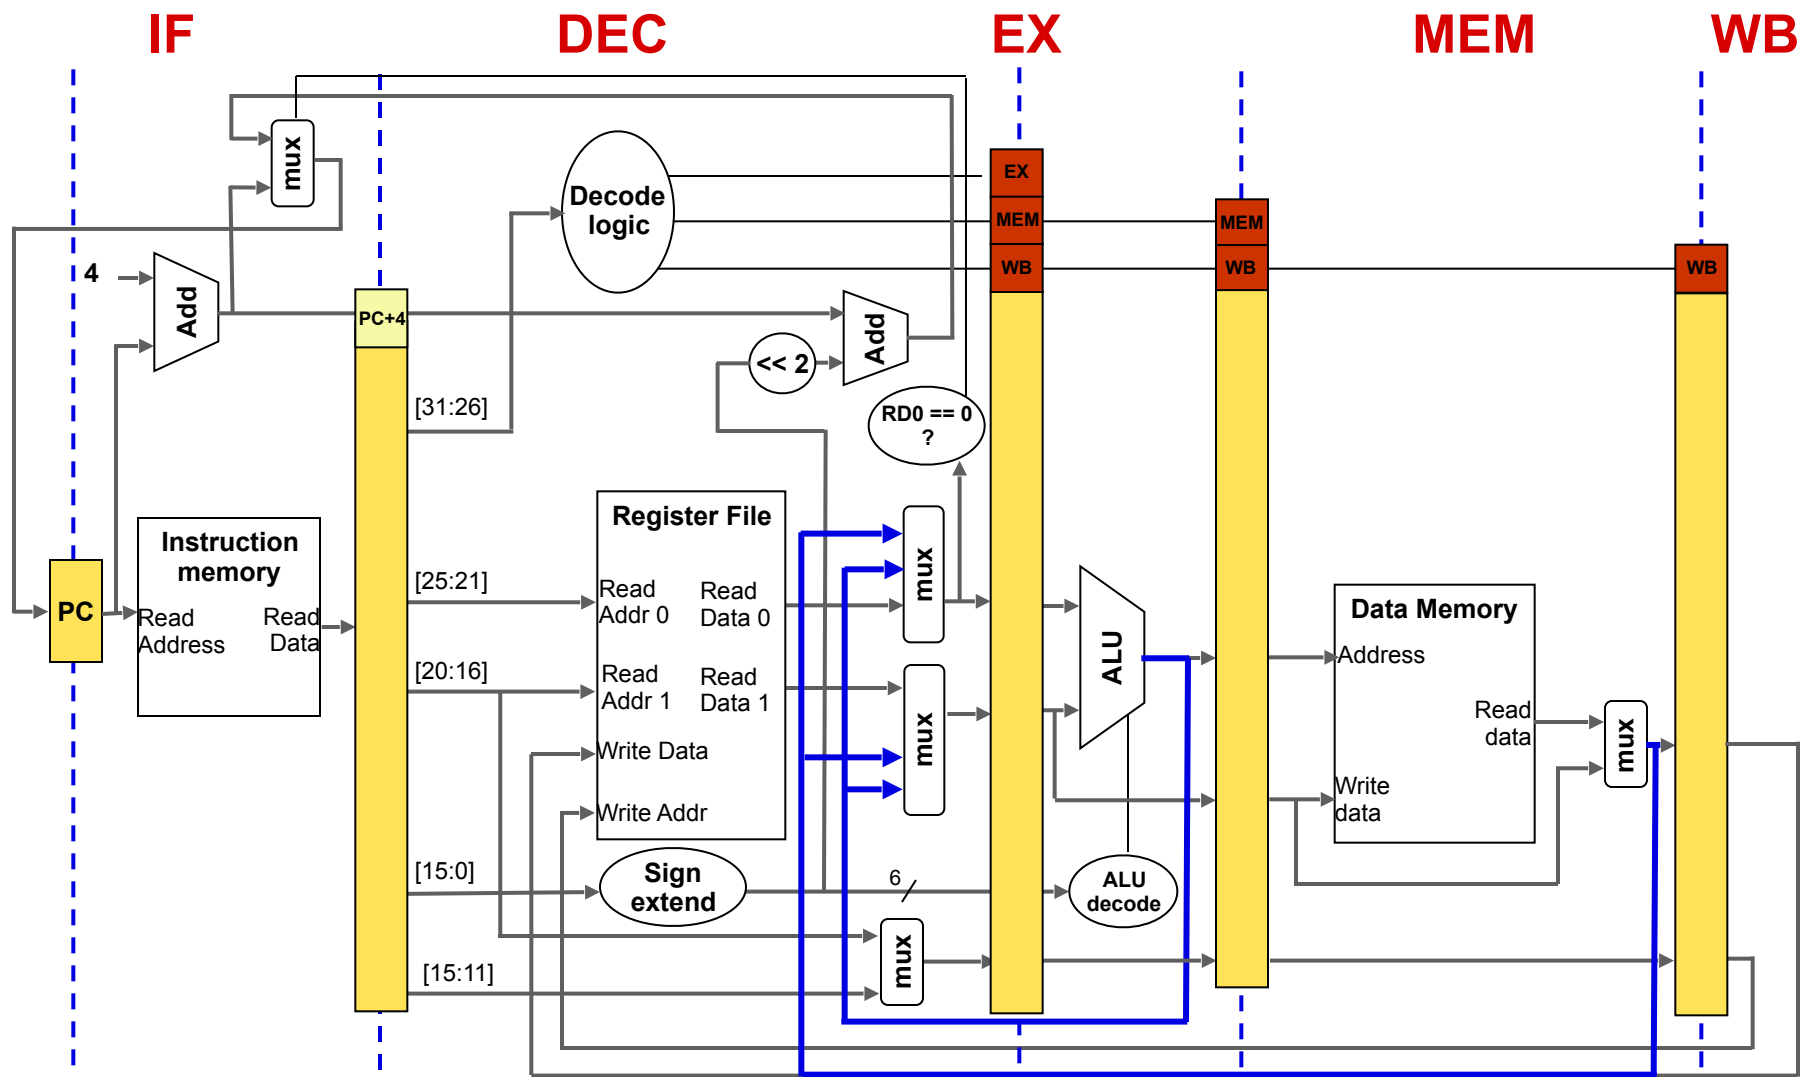 IF
DEC
EX
MEM
WB
mux
4
Add
PC+4
Decode
logic
EX
MEM
WB
MEM
WB
WB
<< 2
Add
RD0 == 0
?
[31:26]
PC
Instruction
memory
Read
Address
Read
Data
[25:21]
[20:16]
[15:0]
[15:11]
Register File
Read
Addr 0
Read
Data 0
Read
Addr 1
Read
Data 1
Write Data
Write Addr
Sign
extend
6
mux
mux
mux
ALU
ALU
decode
Data Memory
Address
Read
data
Write
data
mux